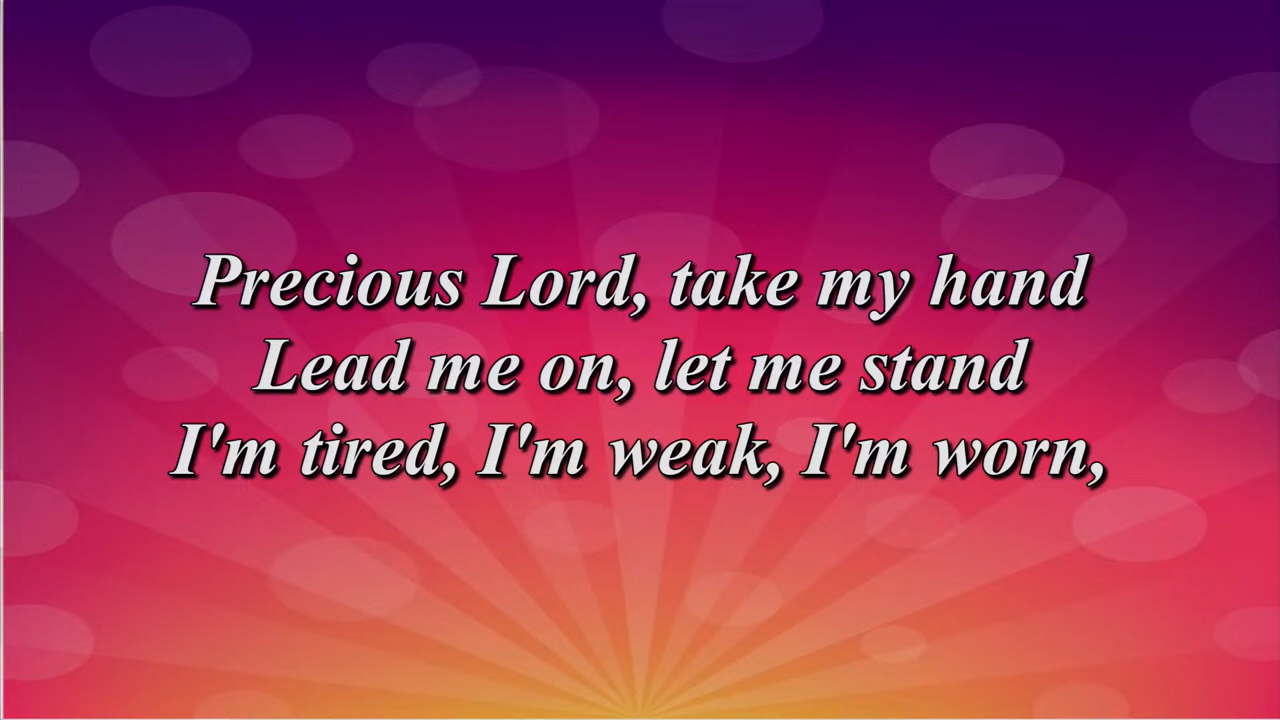 Precious Lord, take my hand
Lead me on, let me stand
I'm tired, I'm weak, I'm worn,